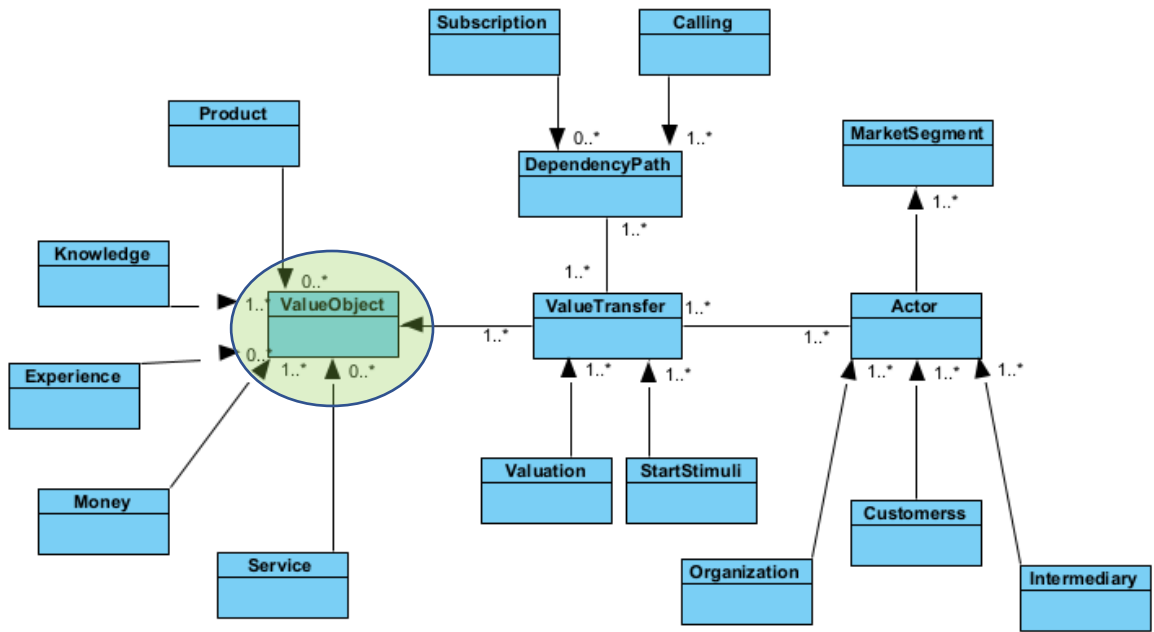 Subscription
Calling
Product
MarketSegment
0..*
1..*
DependencyPath
1..*
Knowledge
1..*
1..*
0..*
1..*
ValueObject
ValueTransfer
1..*
Actor
1..*
1..*
0..*
Experience
1..*
0..*
1..*
1..*
1..*
1..*
1..*
Valuation
StartStimuli
Money
Customerss
Service
Organization
Intermediary